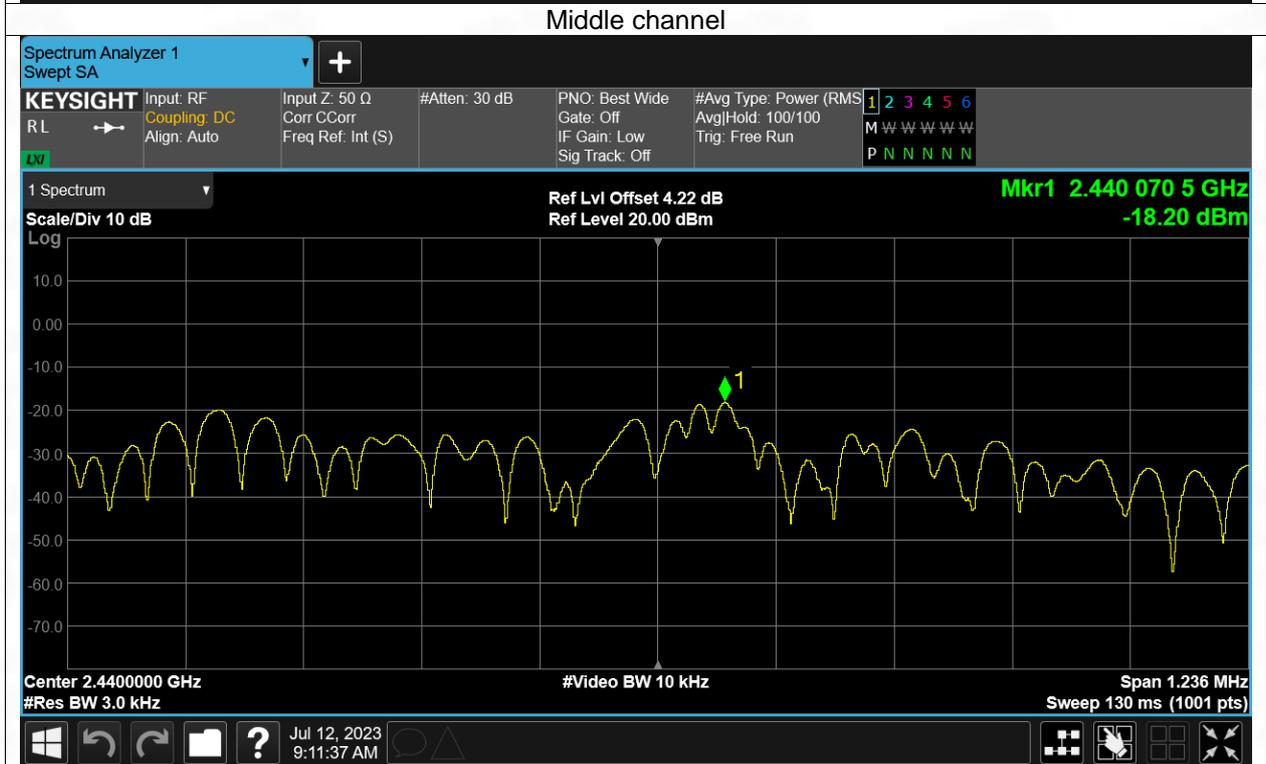 Middle channel
Spectrum Analyzer 1
Swept SA
KEYSIGHT
R L
LXI
Input: RF
Coupling: DC
Align: Auto
Input Z: 50 Ω
Corr CCorr
Freq Ref: Int (S)
#Atten: 30 dB
PNO: Best Wide
Gate: Off
IF Gain: Low
Sig Track: Off
#Avg Type: Power (RMS
Avg|Hold: 100/100
Trig: Free Run
1 2 3 4 5 6
M W W W W W
P N N N N N
1 Spectrum
Scale/Div 10 dB
Ref Lvl Offset 4.22 dB
Ref Level 20.00 dBm
Mkr1 2.440 070 5 GHz
-18.20 dBm
Log
10.0
0.00
-10.0
1
-20.0
-30.0
-40.0
-50.0
-60.0
-70.0
Center 2.4400000 GHz
#Video BW 10 kHz
Span 1.236 MHz
#Res BW 3.0 kHz
Sweep 130 ms (1001 pts)
?
Jul 12, 2023
9:11:37 AM